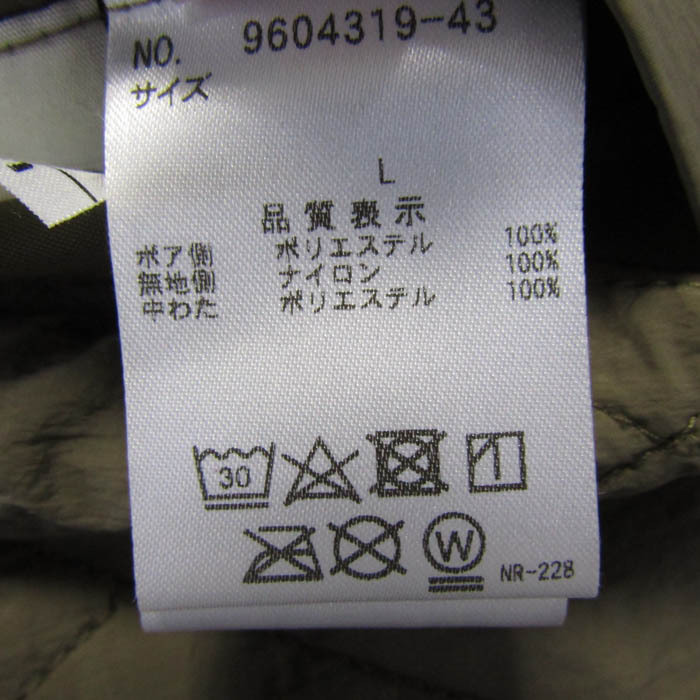 NO. 9604319-43
サイズ
L
品質表示
ボア側 ポリエステル 100%
無地側 ナイロン 100%
中わた ポリエステル 100%
30
W
NR-228